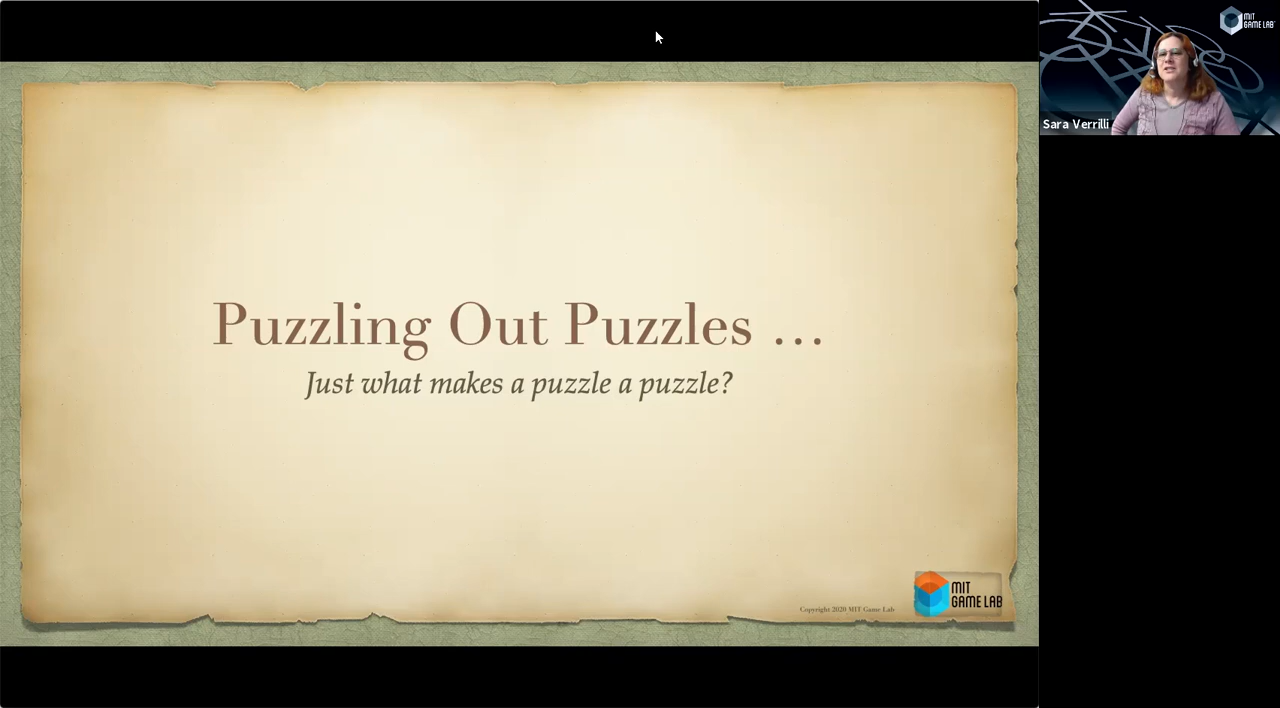 Puzzling Out Puzzles ...
Just what makes a puzzle a puzzle?
Copyright 2020 MIT Game Lab
MIT
GAME LAB
MIT
GAME LAB
Sara Verrilli